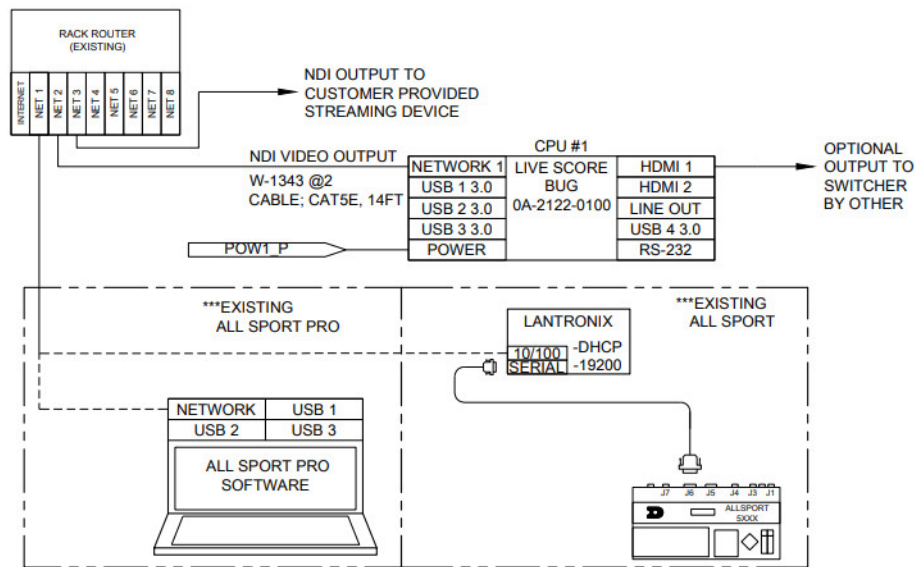 RACK ROUTER
(EXISTING)
INTERNET
NET 1
NET 2
NET 3
NET 4
NET 5
NET 6
NET 7
NET 8
NDI OUTPUT TO
CUSTOMER PROVIDED
STREAMING DEVICE
NDI VIDEO OUTPUT
W-1343 @2
CABLE; CAT5E, 14FT
POW1_P
CPU #1
NETWORK 1
USB 1 3.0
USB 2 3.0
USB 3 3.0
POWER
LIVE SCORE
BUG
0A-2122-0100
HDMI 1
HDMI 2
LINE OUT
USB 4 3.0
RS-232
OPTIONAL
OUTPUT TO
SWITCHER
BY OTHER
***EXISTING
ALL SPORT PRO
NETWORK
USB 1
USB 2
USB 3
ALL SPORT PRO
SOFTWARE
***EXISTING
ALL SPORT
LANTRONIX
10/100
-DHCP
SERIAL
-19200
J7
J6
J5
J4
J3
J1
ALLSPORT
5XXX